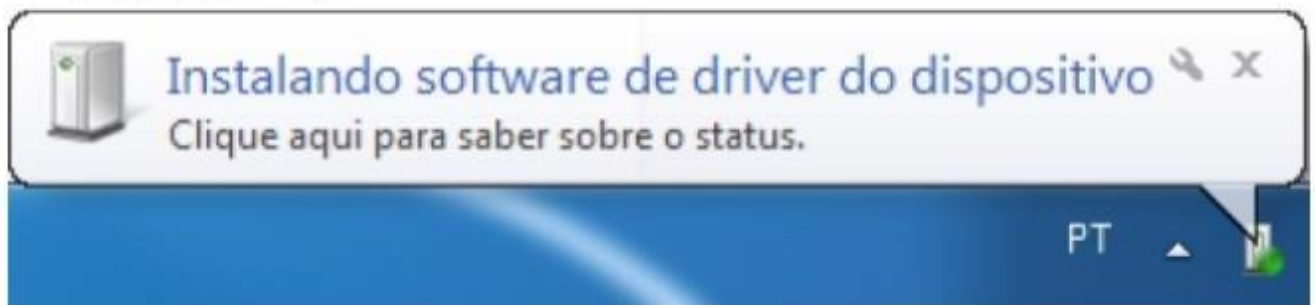 Instalando software de driver do dispositivo
Clique aqui para saber sobre o status.
PT